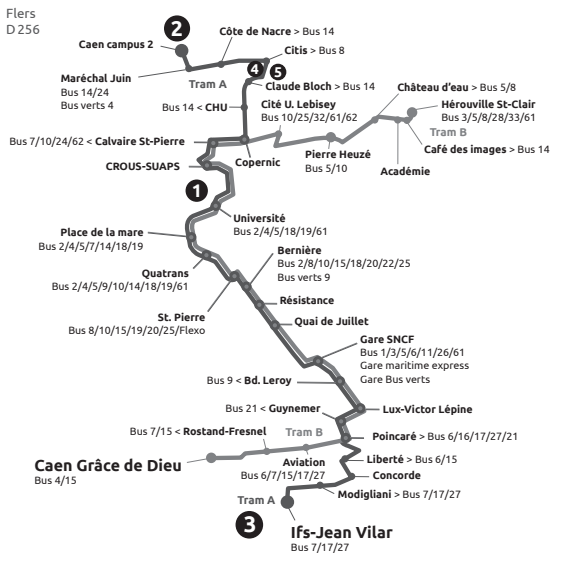 Flers
D 256
2
Côte de Nacre > Bus 14
Caen campus 2
Citis > Bus 8
4
5
Maréchal Juin
Bus 14/24
Bus verts 4
Tram A
Claude Bloch > Bus 14
Château d'eau > Bus 5/8
Bus 14 < CHU
Cité U. Lebisey
Bus 10/25/32/61/62
Hérouville St-Clair
Bus 3/5/8/28/33/61
Tram B
Bus 7/10/24/62 < Calvaire St-Pierre
Café des images > Bus 14
Copernic
Pierre Heuzé
Bus 5/10
CROUS-SUAPS
Académie
1
Université
Bus 2/4/5/18/19/61
Place de la mare
Bus 2/4/5/7/14/18/19
Bernière
Bus 2/8/10/15/18/20/22/25
Bus verts 9
Quatrans
Bus 2/4/5/9/10/14/18/19/61
Résistance
St. Pierre
Bus 8/10/15/19/20/25/Flexo
Quai de Juillet
Gare SNCF
Bus 1/3/5/6/11/26/61
Gare maritime express
Gare Bus verts
Bus 9 < Bd. Leroy
Bus 21 < Guynemer
Lux-Victor Lépine
Bus 7/15 < Rostand-Fresnel
Tram B
Poincaré > Bus 6/16/17/27/21
Caen Grâce de Dieu
Bus 4/15
Aviation
Bus 6/7/15/17/27
Liberté > Bus 6/15
Concorde
Modigliani > Bus 7/17/27
Tram A
3
Ifs-Jean Vilar
Bus 7/17/27